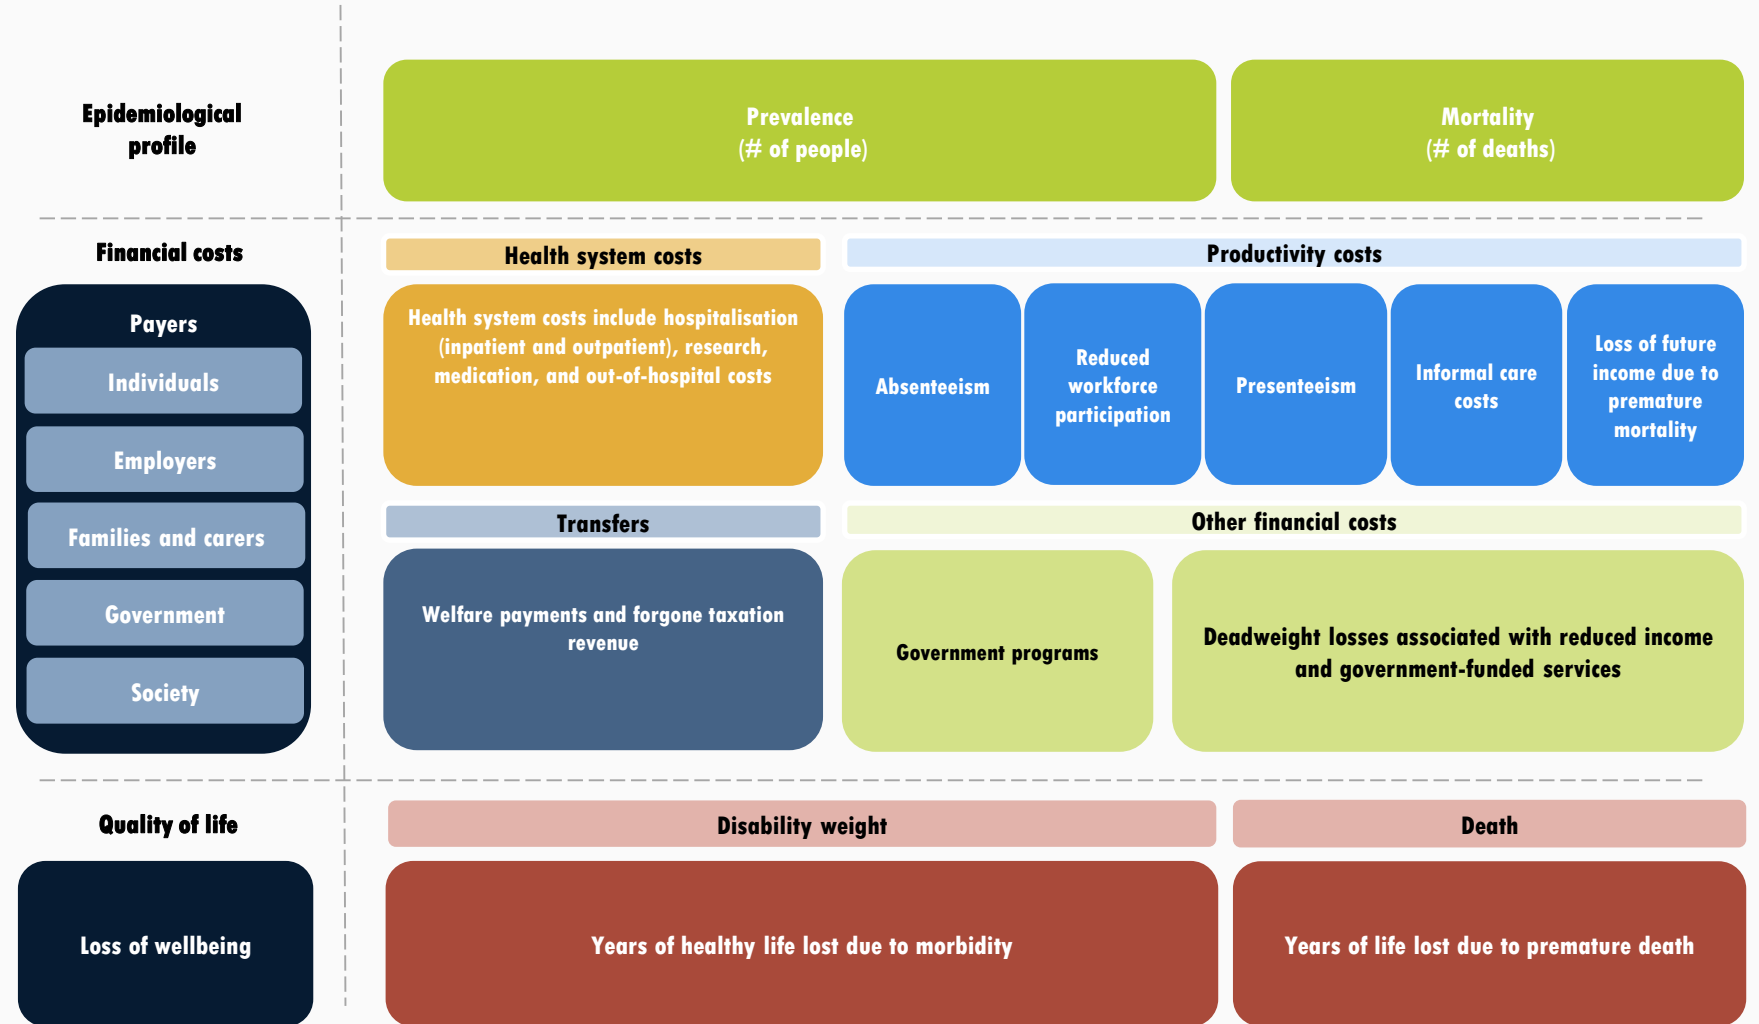 Epidemiological
profile
Prevalence
(# of people)
Mortality
(# of deaths)
Financial costs
Payers
Individuals
Employers
Families and carers
Government
Society
Health system costs
Health system costs include hospitalisation
(inpatient and outpatient), research,
medication, and out-of-hospital costs
Productivity costs
Absenteeism
Reduced
workforce
participation
Presenteeism
Informal care
costs
Loss of future
income due to
premature
mortality
Transfers
Welfare payments and forgone taxation
revenue
Other financial costs
Government programs
Deadweight losses associated with reduced income
and government-funded services
Quality of life
Loss of wellbeing
Disability weight
Years of healthy life lost due to morbidity
Death
Years of life lost due to premature death